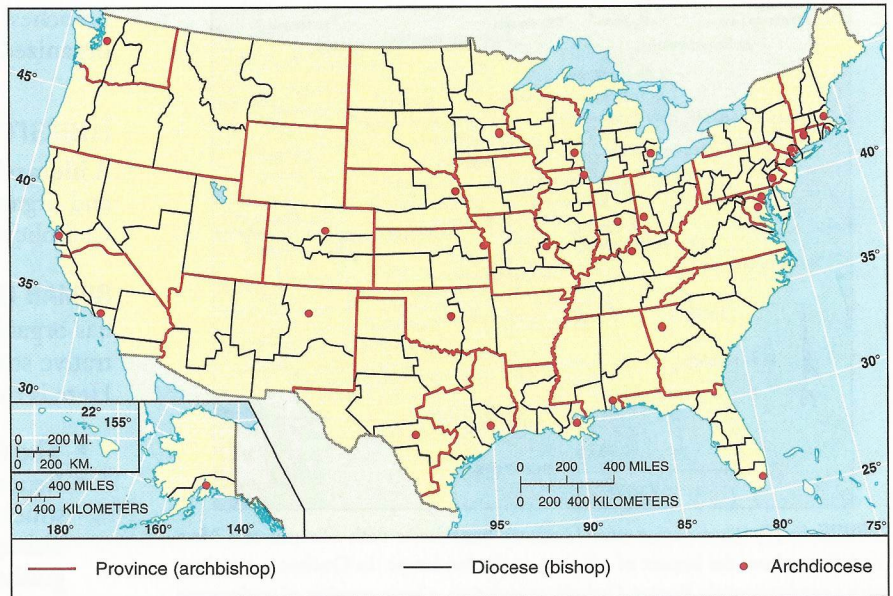 45°
40°
35°
30°
40°
35°
30°
25°
22°
155°
0 200 MI.
0 200 KM.
0 400 MILES
0 400 KILOMETERS
180°
160°
140°
0 200 400 MILES
0 200 400 KILOMETERS
95°
90°
85°
80°
75°
Province (archbishop)
Diocese (bishop)
Archdiocese